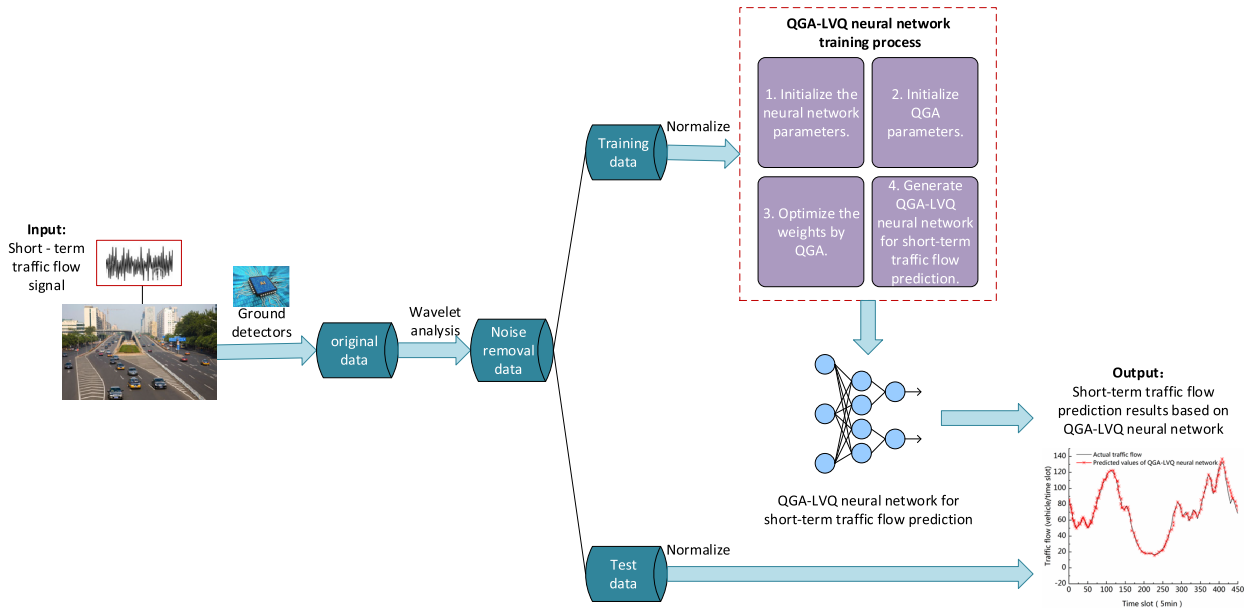 Input:
Short - term
traffic flow
signal
Ground
detectors
original
data
Wavelet
analysis
Noise
removal
data
Training
data
Normalize
QGA-LVQ neural network
training process
1. Initialize the
neural network
parameters.
2. Initialize
QGA
parameters.
3. Optimize the
weights by
QGA.
4. Generate
QGA-LVQ
neural network
for short-term
traffic flow
prediction.
QGA-LVQ neural network for
short-term traffic flow prediction
Test
data
Normalize
Output:
Short-term traffic flow
prediction results based on
QGA-LVQ neural network
Actual traffic flow
Predicted values of QGA-LVQ neural network
Traffic flow (vehicle/time slot)
140
120
100
80
60
40
20
0
-20
0 50 100 150 200 250 300 350 400 450
Time slot ( 5min )